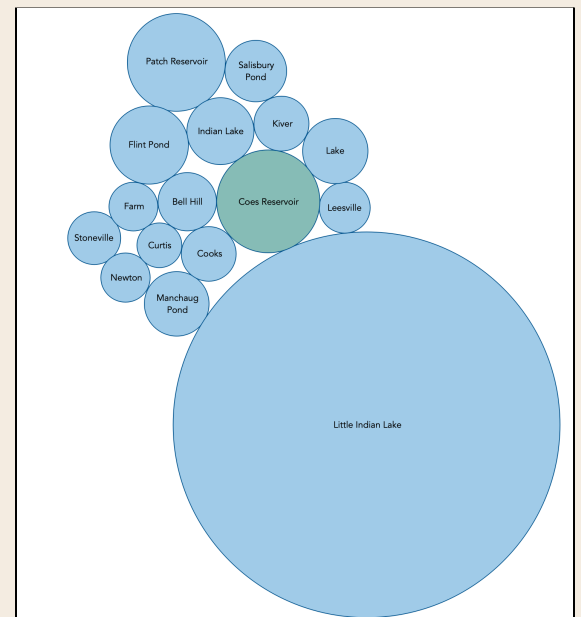 Patch Reservoir
Salisbury
Pond
Indian Lake
Kiver
Flint Pond
Lake
Farm
Bell Hill
Coes Reservoir
Leesville
Stoneville
Curtis
Cooks
Newton
Manchaug
Pond
Little Indian Lake